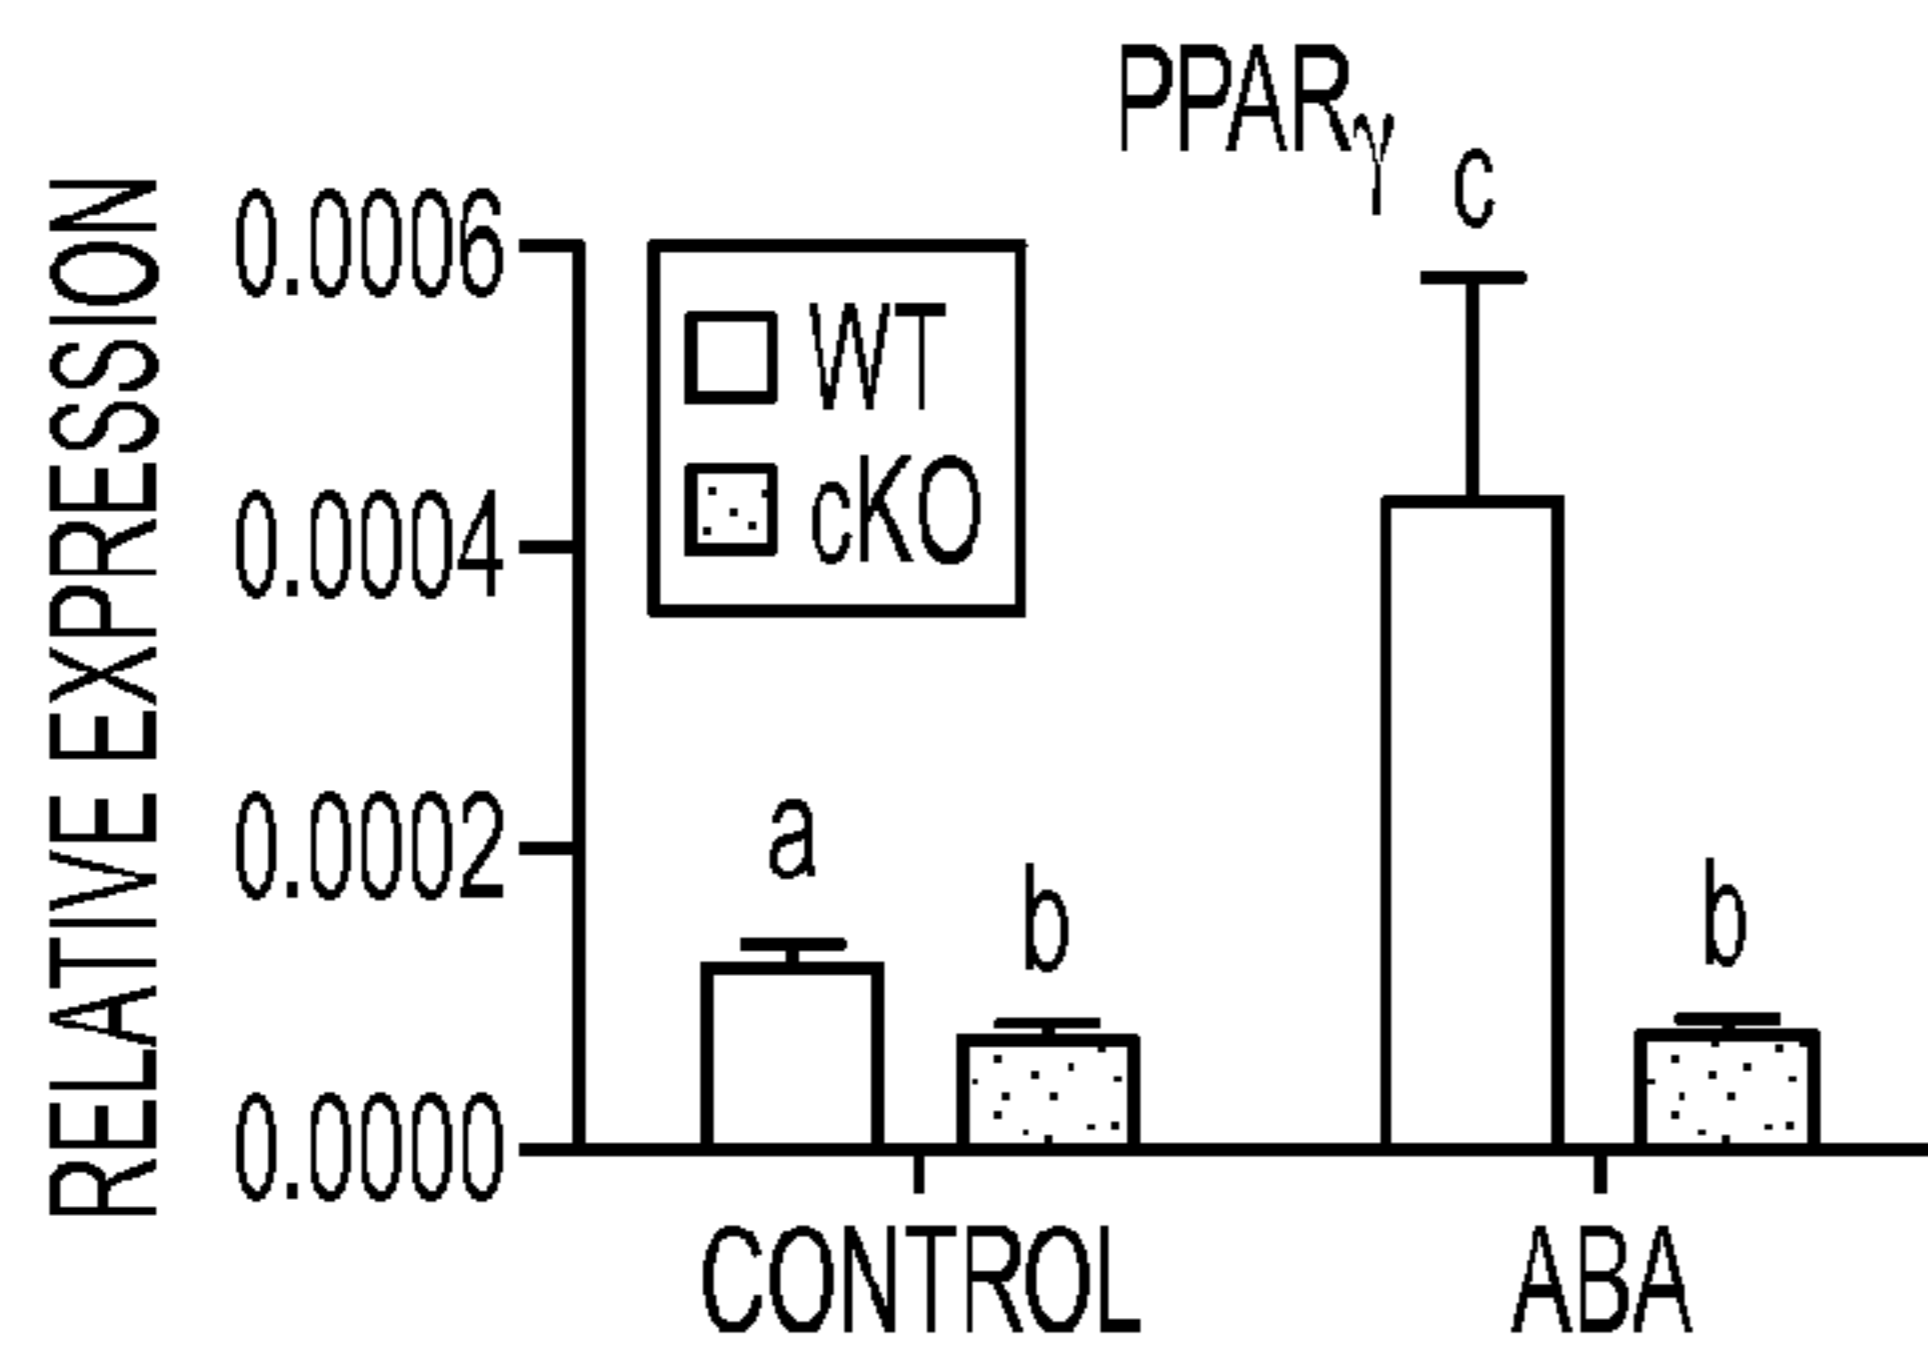 PPARγ
c
RELATIVE EXPRESSION
0.0006
0.0004
0.0002
0.0000
WT
cKO
a
b
b
CONTROL
ABA